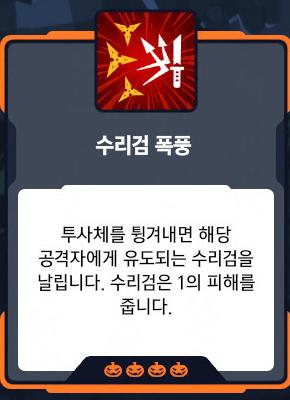 수리검 폭풍
투사체를 튕겨내면 해당
공격자에게 유도되는 수리검을
날립니다. 수리검은 1의 피해를
줍니다.